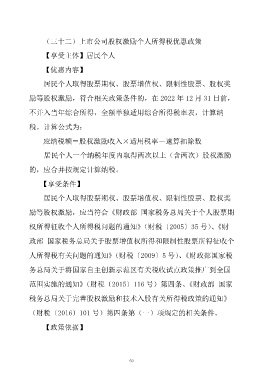 （三十二）上市公司股权激励个人所得税优惠政策
【享受主体】居民个人
【优惠内容】
居民个人取得股票期权、股票增值权、限制性股票、股权奖
励等股权激励，符合相关政策条件的，在 2022 年 12 月 31 日前，
不并入当年综合所得，全额单独适用综合所得税率表，计算纳
税。计算公式为：
应纳税额＝股权激励收入×适用税率－速算扣除数
居民个人一个纳税年度内取得两次以上（含两次）股权激励
的，应合并按规定计算纳税。
【享受条件】
居民个人取得股票期权、股票增值权、限制性股票、股权奖
励等股权激励，应当符合《财政部 国家税务总局关于个人股票期
权所得征收个人所得税问题的通知》（财税〔2005〕35 号）、《财
政部 国家税务总局关于股票增值权所得和限制性股票所得征收个
人所得税有关问题的通知》（财税〔2009〕5 号）、《财政部国家税
务总局关于将国家自主创新示范区有关税收试点政策推广到全国
范围实施的通知》（财税〔2015〕116 号）第四条、《财政部 国家
税务总局关于完善股权激励和技术入股有关所得税政策的通知》
（财税〔2016〕101 号）第四条第（一）项规定的相关条件。
【政策依据】